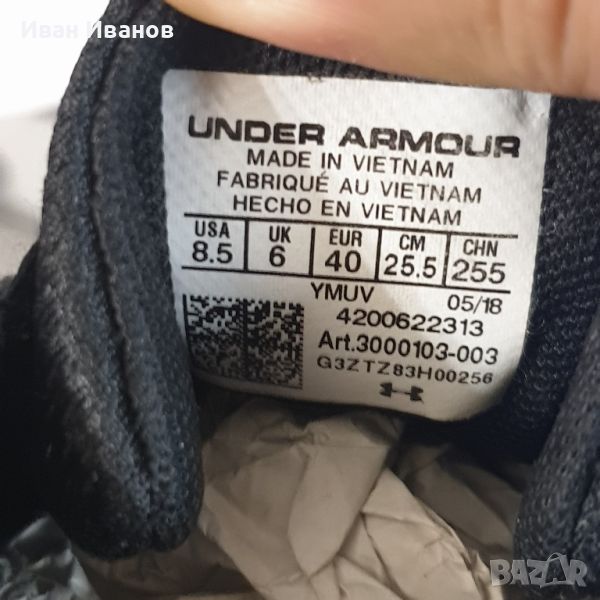 Иван Иванов
UNDER ARMOUR
MADE IN VIETNAM
FABRIQUÉ AU VIETNAM
HECHO EN VIETNAM
USA UK EUR CM CHN
8.5 6 40 25.5 255
YMUV 05/18
4200622313
Art.3000103-003
G3ZTZ83H00256
BAZAR